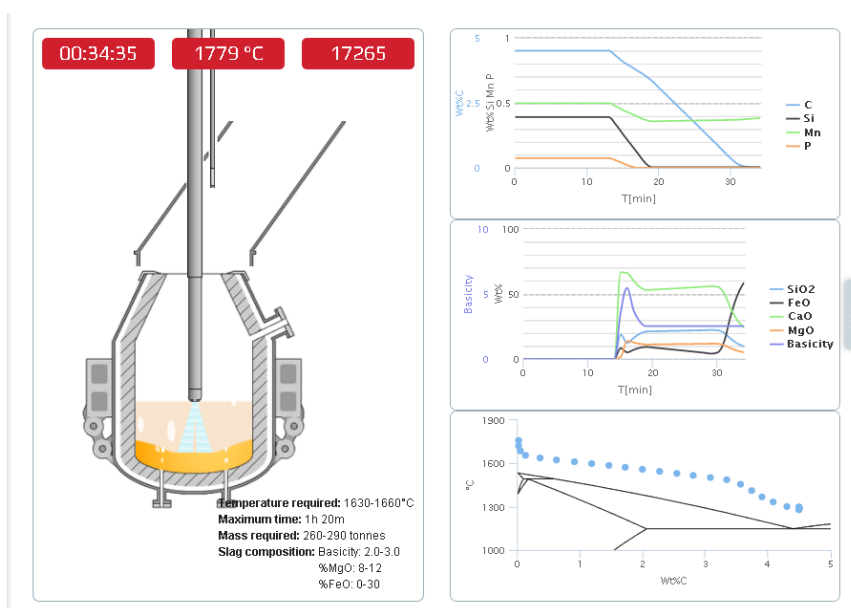 00:34:35 1779 °C 17265
Temperature required: 1630-1660°C
Maximum time: 1h 20m
Mass required: 260-290 tonnes
Slag composition: Basicity: 2.0-3.0
%MgO: 8-12
%FeO: 0-30
5 1
Wt%C 2.5 Wt% Si Mn P 0.5
0 0
0 10 20 30
T[min]
C
Si
Mn
P
10 100
Basicity 5 Wt% 50
0 0
0 10 20 30
T[min]
SiO2
FeO
CaO
MgO
Basicity
1900
1600
°C
1300
1000
0 1 2 3 4 5
Wt%C